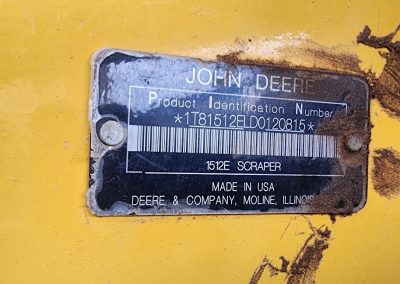 JOHN DEERE
Product Identification Number
*1T81512ELD0120815*
1512E SCRAPER
MADE IN USA
DEERE & COMPANY, MOLINE, ILLINOIS